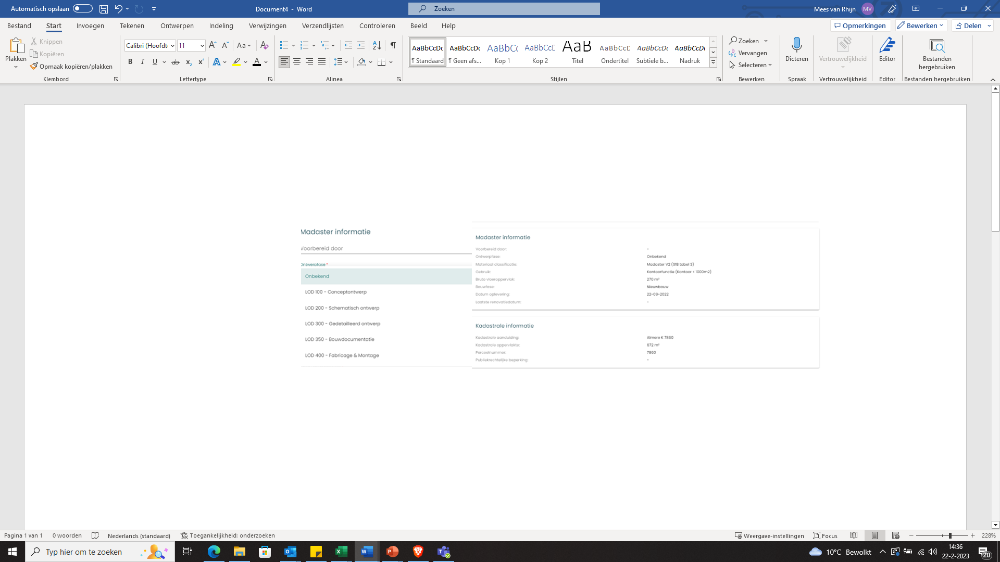 Automatisch opslaan
Document4 - Word
Zoeken
Mees van Rhijn
MV
Bestand Start Invoegen Tekenen Ontwerpen Indeling Verwijzingen Verzendlijsten Controleren Beeld Help
Opmerkingen Bewerken Delen
Plakken
Knippen
Kopiëren
Opmaak kopiëren/plakken
Klembord
Calibri (Hoofdt 11
Lettertype
Alinea
AaBbCcDc AaBbCcDc AaBbCc AaBbCcD AaB AaBbCcD AaBbCcDc AaBbCcDc
¶ Standaard ¶ Geen afs... Kop 1 Kop 2 Titel Ondertitel Subtiele b... Nadruk
Stijlen
Zoeken
Vervangen
Selecteren
Bewerken
Dicteren
Spraak
Vertrouwelijkheid
Vertrouwelijkheid
Editor
Editor
Bestanden
hergebruiken
Bestanden hergebruiken
Madaster informatie
Voorbereid door
Ontwerpfase *
Onbekend
LOD 100 - Conceptontwerp
LOD 200 - Schematisch ontwerp
LOD 300 - Gedetailleerd ontwerp
LOD 350 - Bouwdocumentatie
LOD 400 - Fabricage & Montage
Madaster informatie
Voorbereid door: -
Ontwerpfase: Onbekend
Materiaal classificatie: Madaster V2 (SfB tabel 3)
Gebruik: Kantoorfunctie (Kantoor < 1000m2)
Bruto vloeroppervlak: 270 m²
Bouwfase: Nieuwbouw
Datum oplevering: 22-09-2022
Laatste renovatiedatum: -
Kadastrale informatie
Kadastrale aanduiding: Almere K 7860
Kadastrale oppervlakte: 672 m²
Perceelnummer: 7860
Publiekrechtelijke beperking: -
Pagina 1 van 1 0 woorden Nederlands (standaard) Toegankelijkheid: onderzoeken
Weergave-instellingen Focus 228%
Typ hier om te zoeken
10°C Bewolkt
14:36
22-2-2023
20